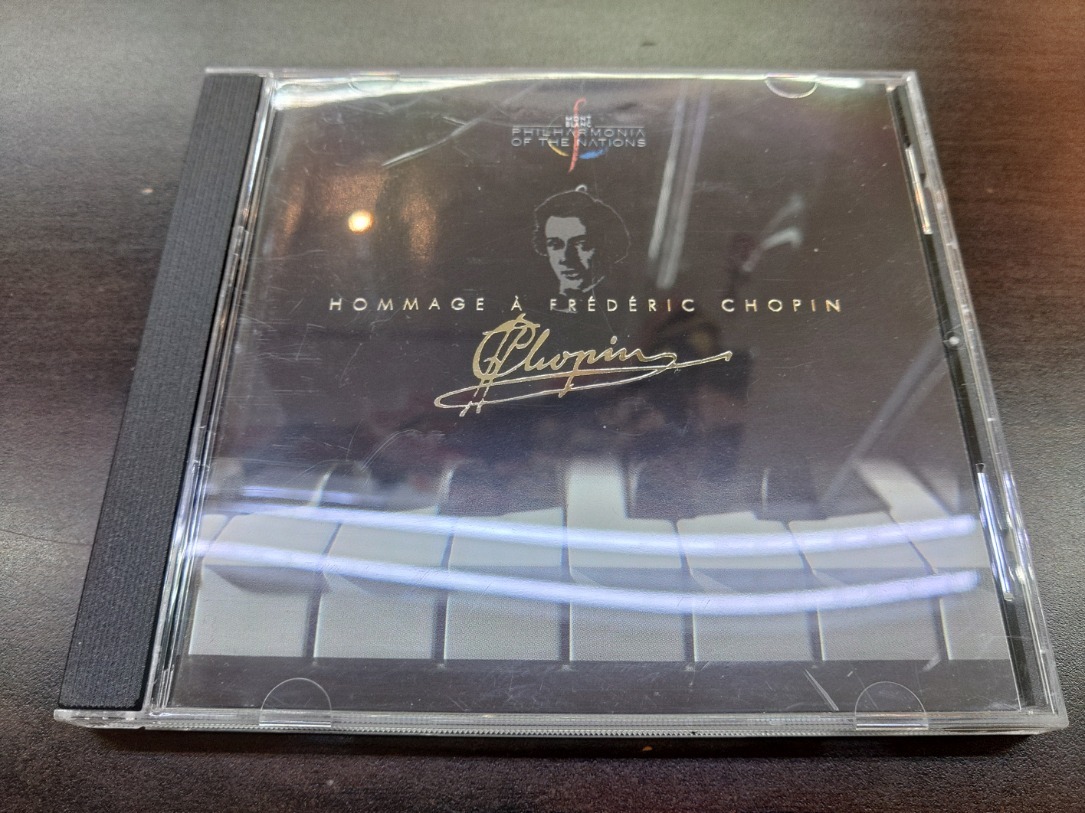 MONT
BLANC
PHILHARMONIA
OF THE NATIONS
HOMMAGE À FRÉDÉRIC CHOPIN
Chopin